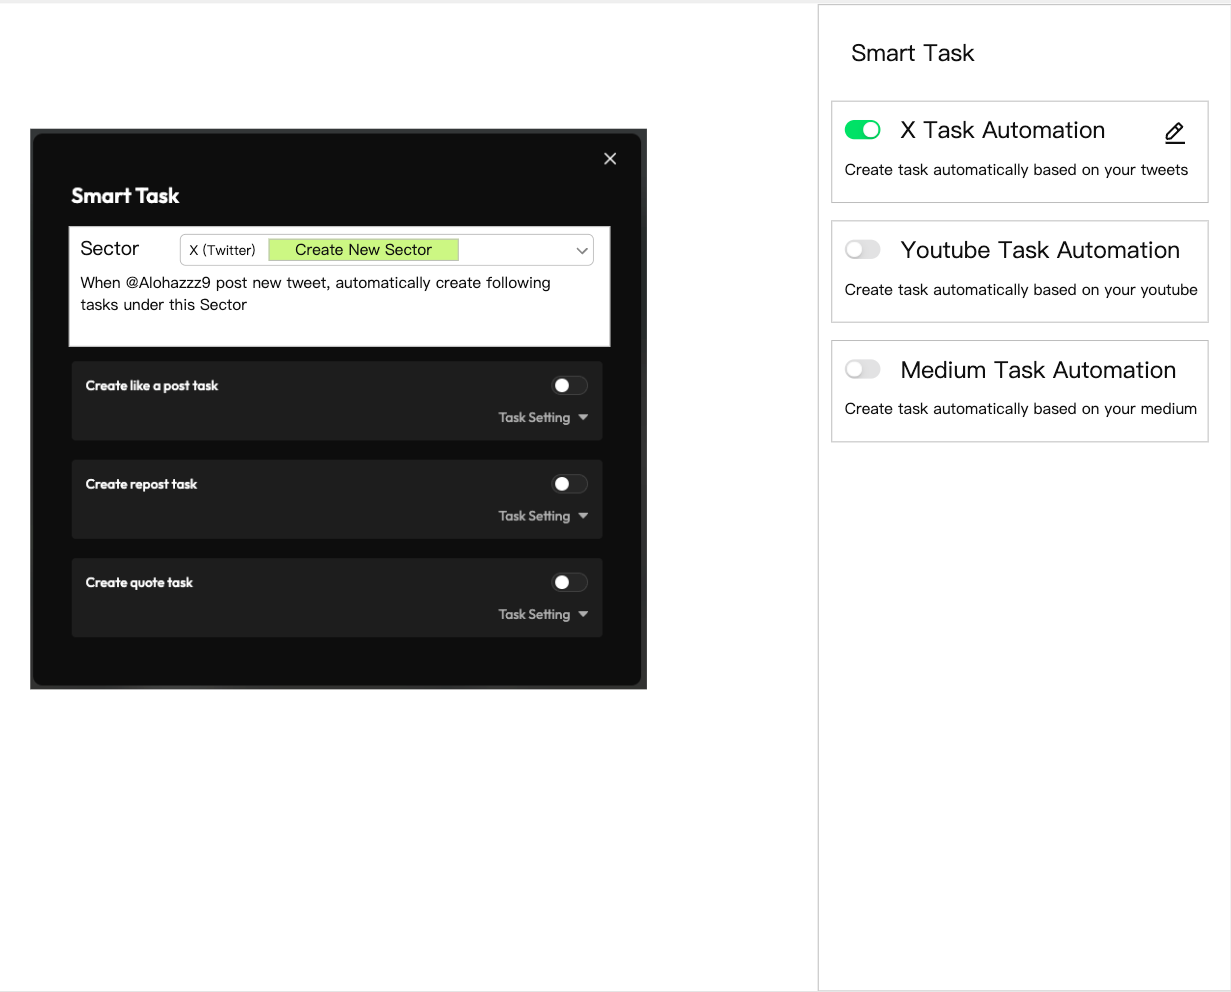 Smart Task
Sector
X (Twitter)
Create New Sector
When @Alohazzz9 post new tweet, automatically create following
tasks under this Sector
Create like a post task
Task Setting
Create repost task
Task Setting
Create quote task
Task Setting
Smart Task
X Task Automation
Create task automatically based on your tweets
Youtube Task Automation
Create task automatically based on your youtube
Medium Task Automation
Create task automatically based on your medium